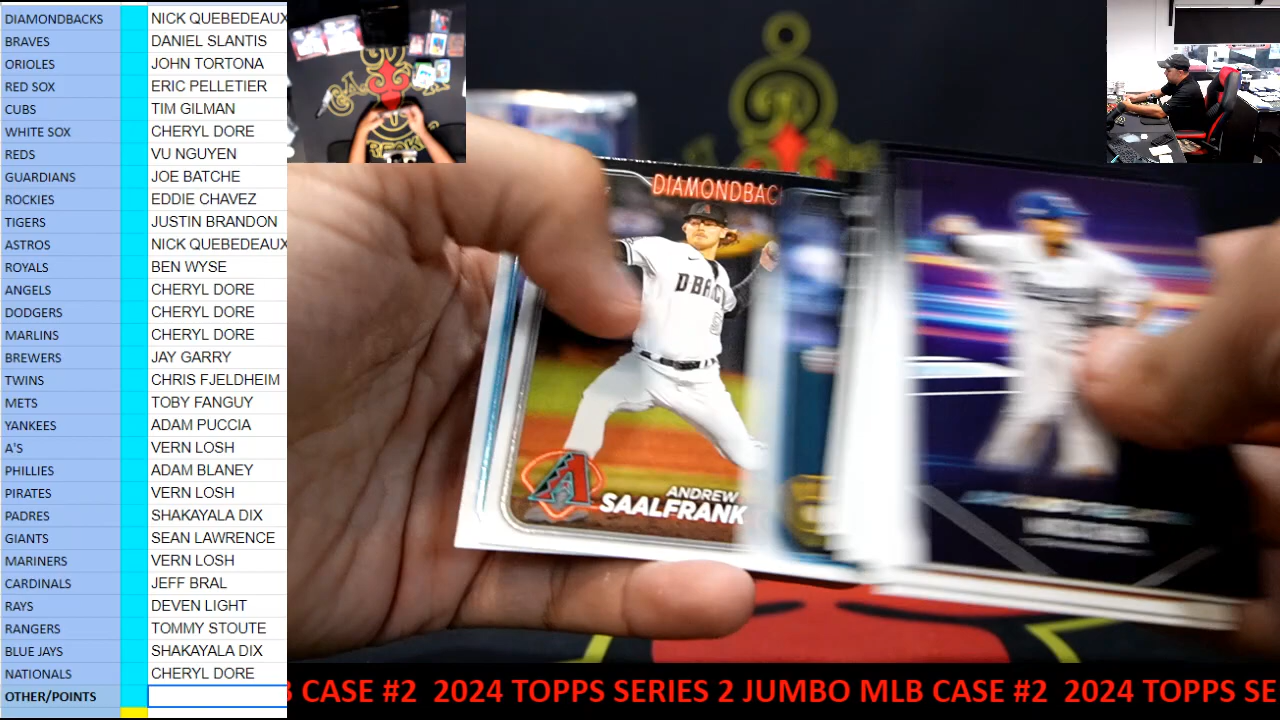 DIAMONDBACKS NICK QUEBEDEAUX
BRAVES DANIEL SLANTIS
ORIOLES JOHN TORTONA
RED SOX ERIC PELLETIER
CUBS TIM GILMAN
WHITE SOX CHERYL DORE
REDS VU NGUYEN
GUARDIANS JOE BATCHE
ROCKIES EDDIE CHAVEZ
TIGERS JUSTIN BRANDON
ASTROS NICK QUEBEDEAUX
ROYALS BEN WYSE
ANGELS CHERYL DORE
DODGERS CHERYL DORE
MARLINS CHERYL DORE
BREWERS JAY GARRY
TWINS CHRIS FJELDHEIM
METS TOBY FANGUY
YANKEES ADAM PUCCIA
A'S VERN LOSH
PHILLIES ADAM BLANEY
PIRATES VERN LOSH
PADRES SHAKAYALA DIX
GIANTS SEAN LAWRENCE
MARINERS VERN LOSH
CARDINALS JEFF BRAL
RAYS DEVEN LIGHT
RANGERS TOMMY STOUTE
BLUE JAYS SHAKAYALA DIX
NATIONALS CHERYL DORE
OTHER/POINTS
DIAMONDBAC
ANDREW
SAALFRANK
CASE #2 2024 TOPPS SERIES 2 JUMBO MLB CASE #2 2024 TOPPS SE